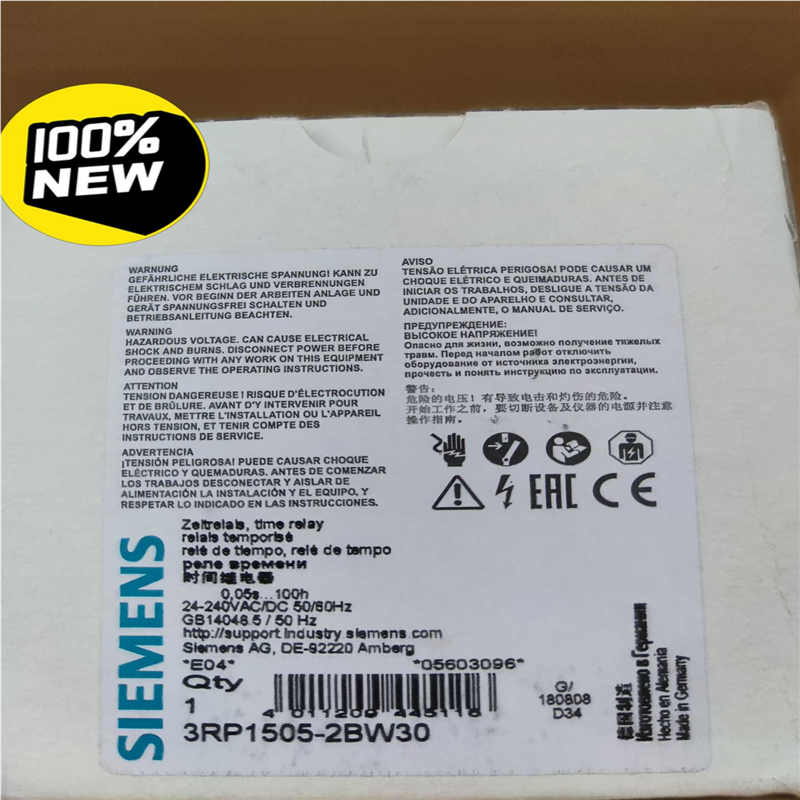 100%
NEW
WARNUNG
GEFÄHRLICHE ELEKTRISCHE SPANNUNG! KANN ZU
ELEKTRISCHEM SCHLAG UND VERBRENNUNGEN
FÜHREN. VOR BEGINN DER ARBEITEN ANLAGE UND
GERÄT SPANNUNGSFREI SCHALTEN UND
BETRIEBSANLEITUNG BEACHTEN.
WARNING
HAZARDOUS VOLTAGE. CAN CAUSE ELECTRICAL
SHOCK AND BURNS. DISCONNECT POWER BEFORE
PROCEEDING WITH ANY WORK ON THIS EQUIPMENT
AND OBSERVE THE OPERATING INSTRUCTIONS.
ATTENTION
TENSION DANGEREUSE ! RISQUE D'ÉLECTROCUTION
ET DE BRÛLURE. AVANT D'Y INTERVENIR POUR
TRAVAUX, METTRE L'INSTALLATION OU L'APPAREIL
HORS TENSION, ET TENIR COMPTE DES
INSTRUCTIONS DE SERVICE.
ADVERTENCIA
¡TENSIÓN PELIGROSA! PUEDE CAUSAR CHOQUE
ELÉCTRICO Y QUEMADURAS. ANTES DE COMENZAR
LOS TRABAJOS DESCONECTAR Y AISLAR DE
ALIMENTACIÓN LA INSTALACIÓN Y EL EQUIPO, Y
RESPETAR LO INDICADO EN LAS INSTRUCCIONES.
AVISO
TENSÃO ELÉTRICA PERIGOSA! PODE CAUSAR UM
CHOQUE ELÉTRICO E QUEIMADURAS. ANTES DE
INICIAR OS TRABALHOS, DESLIGUE A TENSÃO DA
UNIDADE E DO APARELHO E CONSULTAR,
ADICIONALMENTE, O MANUAL DE SERVIÇO.
ПРЕДУПРЕЖДЕНИЕ:
ВЫСОКОЕ НАПРЯЖЕНИЕ!
Опасно для жизни, возможно получение тяжелых
травм. Перед началом работ отключить
оборудование от источника электроэнергии,
прочесть и понять инструкцию по эксплуатации.
警告:
危险的电压! 有导致电击和灼伤的危险。
开始工作之前, 要切断设备及仪器的电源并注意
操作指南。
EAC CE
SIEMENS
Zeitrelais, time relay
relais temporisé
relé de tiempo, relé de tempo
реле времени
时间继电器
0,05s...100h
24-240VAC/DC 50/60Hz
GB14048.5 / 50 Hz
http://support.industry.siemens.com
Siemens AG, DE-92220 Amberg
*E04* *05603096*
Qty
1
4 011209 445116
3RP1505-2BW30
G/
180808
D34
德国制造
Изготовлено в Германии
Hecho en Alemania
Made in Germany